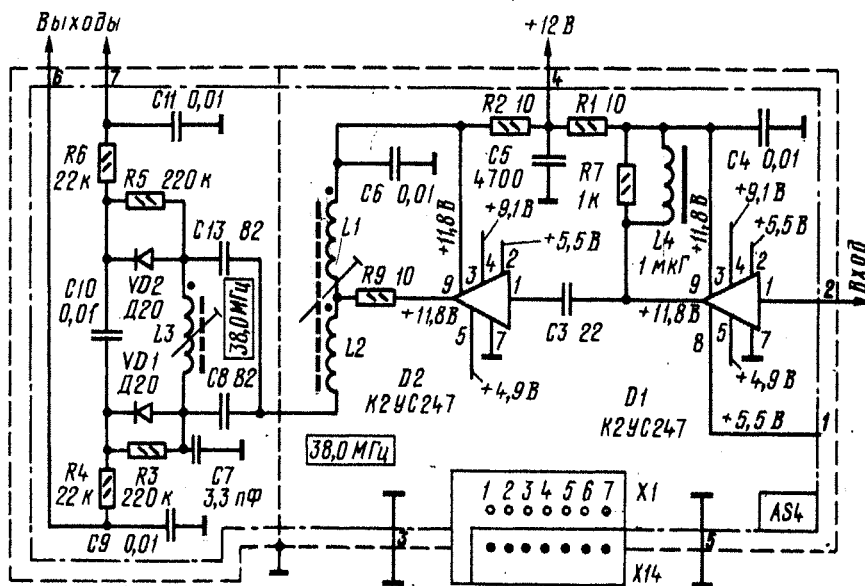 Выходы
+12 В
6
7
4
C11 0,01
R2 10
R1 10
R6
22к
R5 220к
C5
4700
R7
1к
C4 0,01
C6 0,01
+9,1 В
+5,5 В
+11,8 В
C13 82
L1
L4
1 мкГ
+11,8 В
+9,1 В
+5,5 В
C10
0,01
VD2
Д20
L3
38,0 МГц
R9 10
9
3
4
2
1
+11,8 В
5
7
C3 22
+11,8 В
9
3
4
2
1
2
Вход
8
5
7
VD1
Д20
C8 82
L2
+4,9 В
+4,9 В
D2
К2УС247
D1
К2УС247
+5,5 В
1
R4
22к
R3
220к
C7
3,3 пФ
38,0 МГц
C9 0,01
3
1 2 3 4 5 6 7
X1
X14
5
AS4